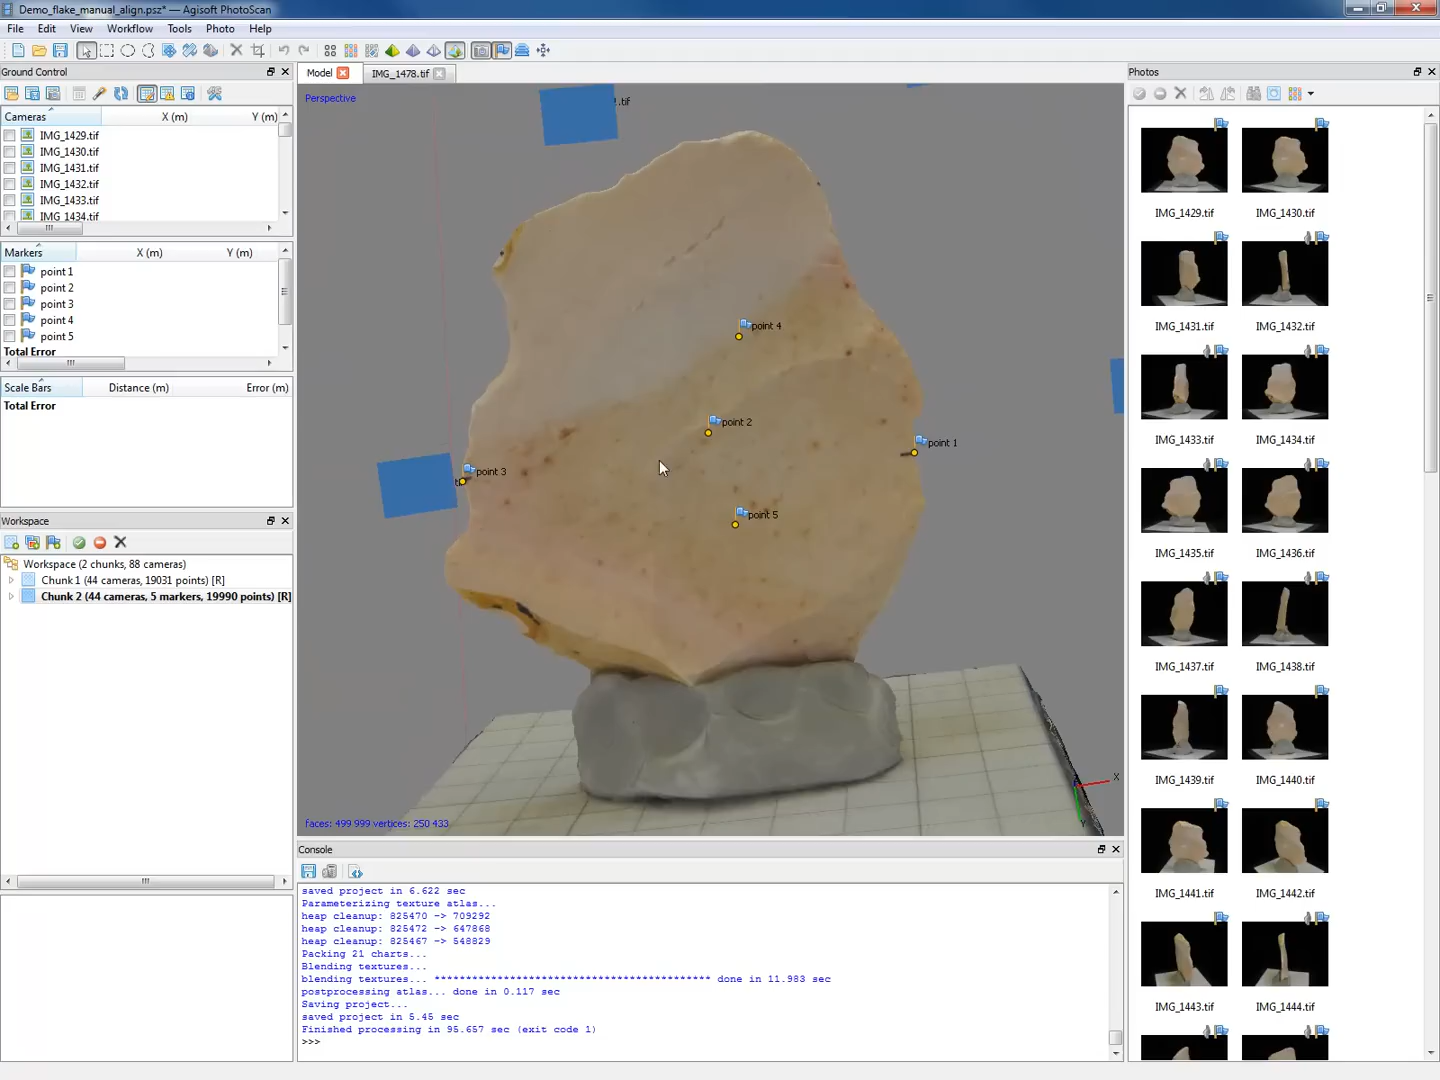 Demo_flake_manual_align.psz* — Agisoft PhotoScan
File Edit View Workflow Tools Photo Help
Ground Control
Cameras X (m) Y (m)
IMG_1429.tif
IMG_1430.tif
IMG_1431.tif
IMG_1432.tif
IMG_1433.tif
IMG_1434.tif
Markers X (m) Y (m)
point 1
point 2
point 3
point 4
point 5
Total Error
Scale Bars Distance (m) Error (m)
Total Error
Workspace
Workspace (2 chunks, 88 cameras)
Chunk 1 (44 cameras, 19031 points) [R]
Chunk 2 (44 cameras, 5 markers, 19990 points) [R]
Model IMG_1478.tif
Perspective
.tif
point 4
point 2
point 1
point 3
point 5
X
Y
faces: 499 999 vertices: 250 433
Console
saved project in 6.622 sec
Parameterizing texture atlas...
heap cleanup: 825470 -> 709292
heap cleanup: 825472 -> 647868
heap cleanup: 825467 -> 548829
Packing 21 charts...
Blending textures...
blending textures... ******************************************** done in 11.983 sec
postprocessing atlas... done in 0.117 sec
Saving project...
saved project in 5.45 sec
Finished processing in 95.657 sec (exit code 1)
>>>
Photos
IMG_1429.tif IMG_1430.tif
IMG_1431.tif IMG_1432.tif
IMG_1433.tif IMG_1434.tif
IMG_1435.tif IMG_1436.tif
IMG_1437.tif IMG_1438.tif
IMG_1439.tif IMG_1440.tif
IMG_1441.tif IMG_1442.tif
IMG_1443.tif IMG_1444.tif